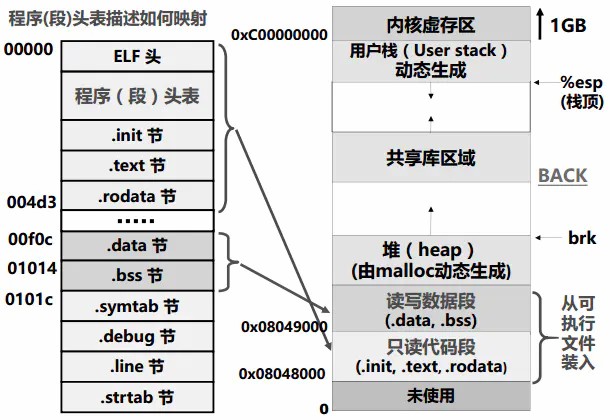 程序(段)头表描述如何映射
00000
ELF 头
程序（段）头表
.init 节
.text 节
.rodata 节
004d3
·····
00f0c
.data 节
01014
.bss 节
0101c
.symtab 节
.debug 节
.line 节
.strtab 节
0xC00000000
内核虚存区
1GB
用户栈（User stack）
动态生成
%esp
(栈顶)
共享库区域
BACK
brk
堆（heap）
(由malloc动态生成)
读写数据段
(.data, .bss)
0x08049000
只读代码段
(.init, .text, .rodata)
0x08048000
未使用
0
从可
执行
文件
装入